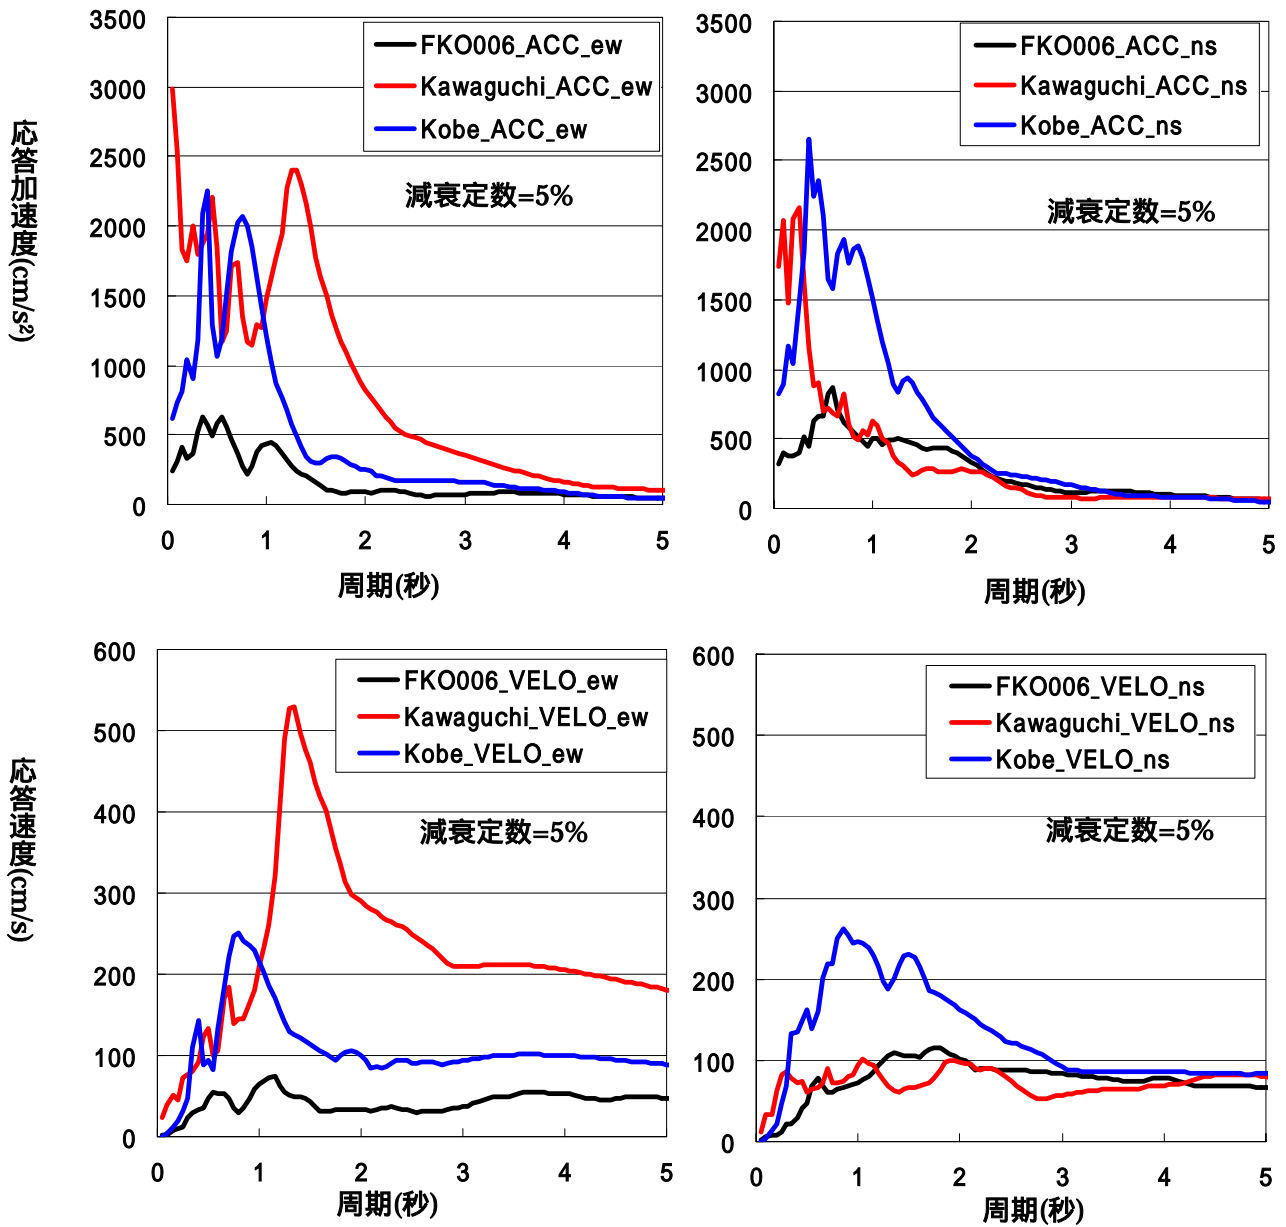 3500
3000
2500
2000
1500
1000
500
0
0 1 2 3 4 5
応答加速度(cm/s²)
周期(秒)
FKO006_ACC_ew
Kawaguchi_ACC_ew
Kobe_ACC_ew
減衰定数=5%
3500
3000
2500
2000
1500
1000
500
0
0 1 2 3 4 5
周期(秒)
FKO006_ACC_ns
Kawaguchi_ACC_ns
Kobe_ACC_ns
減衰定数=5%
600
500
400
300
200
100
0
0 1 2 3 4 5
応答速度(cm/s)
周期(秒)
FKO006_VELO_ew
Kawaguchi_VELO_ew
Kobe_VELO_ew
減衰定数=5%
600
500
400
300
200
100
0
0 1 2 3 4 5
周期(秒)
FKO006_VELO_ns
Kawaguchi_VELO_ns
Kobe_VELO_ns
減衰定数=5%